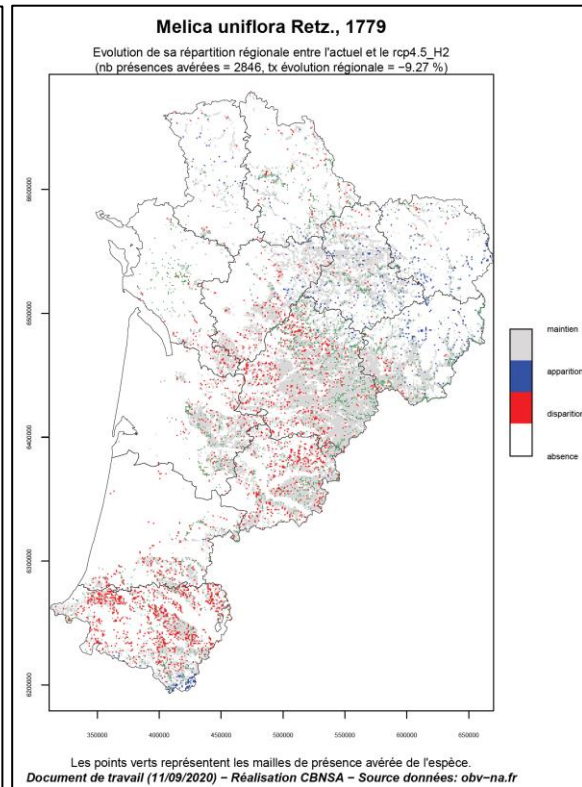 Melica uniflora Retz., 1779
Evolution de sa répartition régionale entre l'actuel et le rcp4.5_H2
(nb présences avérées = 2846, tx évolution régionale = −9.27 %)
6600000
6500000
6400000
6300000
6200000
maintien
apparition
disparition
absence
350000 400000 450000 500000 550000 600000 650000
Les points verts représentent les mailles de présence avérée de l'espèce.
Document de travail (11/09/2020) − Réalisation CBNSA − Source données: obv−na.fr